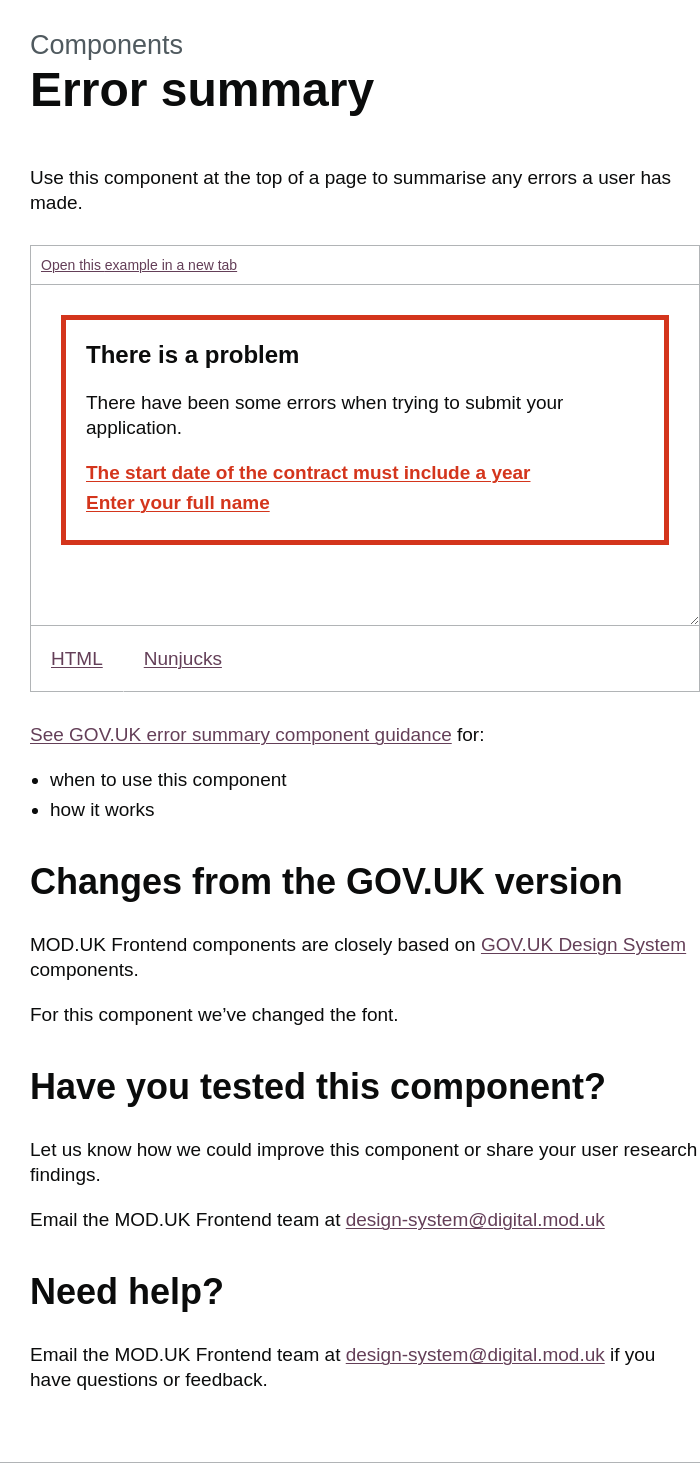 Components
Error summary
Use this component at the top of a page to summarise any errors a user has
made.
Open this example in a new tab
There is a problem
There have been some errors when trying to submit your
application.
The start date of the contract must include a year
Enter your full name
HTML Nunjucks
See GOV.UK error summary component guidance for:
• when to use this component
• how it works
Changes from the GOV.UK version
MOD.UK Frontend components are closely based on GOV.UK Design System
components.
For this component we’ve changed the font.
Have you tested this component?
Let us know how we could improve this component or share your user research
findings.
Email the MOD.UK Frontend team at design-system@digital.mod.uk
Need help?
Email the MOD.UK Frontend team at design-system@digital.mod.uk if you
have questions or feedback.